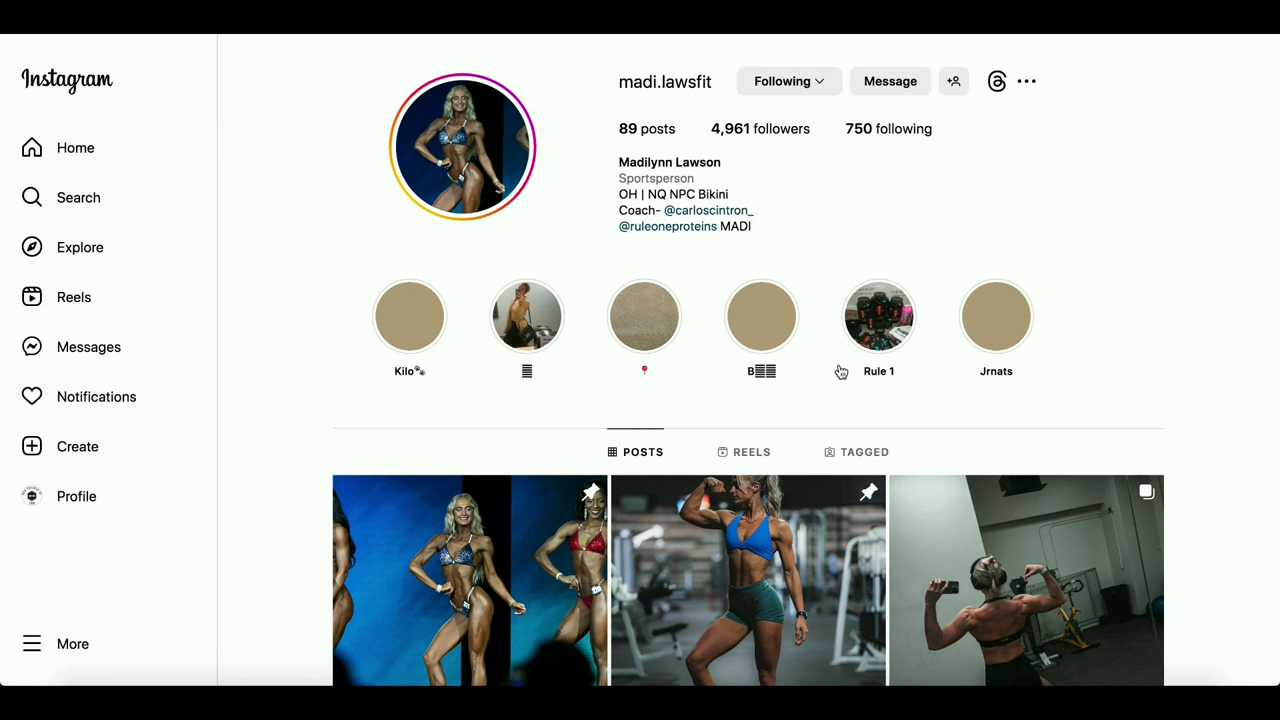 Instagram
Home
Search
Explore
Reels
Messages
Notifications
Create
Profile
More
madi.lawsfit
Following
Message
89 posts 4,961 followers 750 following
Madilynn Lawson
Sportsperson
OH | NQ NPC Bikini
Coach- @carloscintron_
@ruleoneproteins MADI
Kilo🐾
📍
B
Rule 1
Jrnats
POSTS
REELS
TAGGED